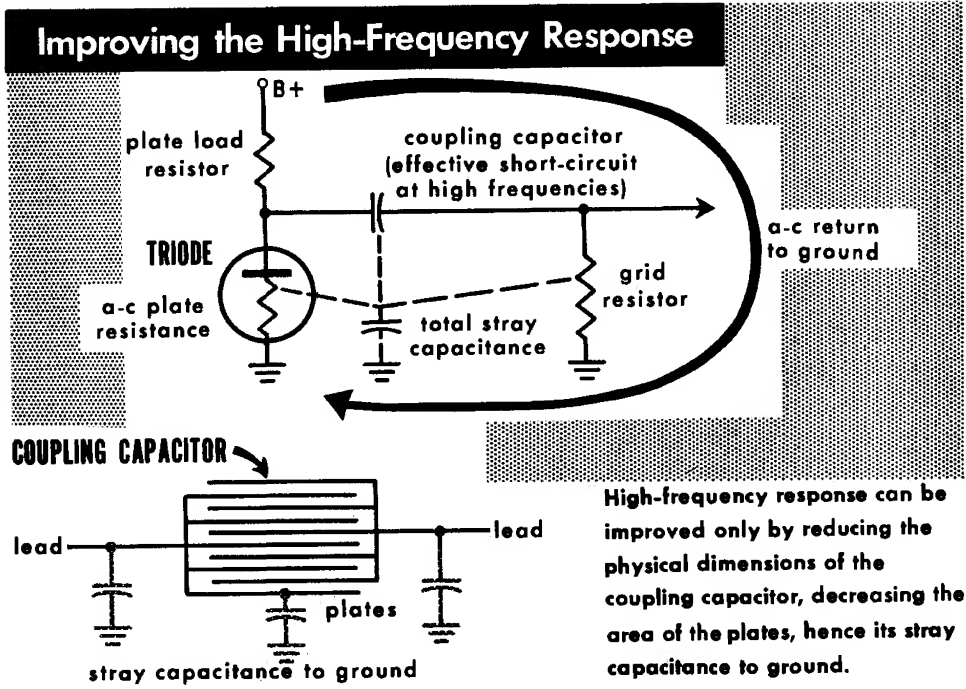 Improving the High-Frequency Response
B+
plate load
resistor
coupling capacitor
(effective short-circuit
at high frequencies)
a-c return
to ground
TRIODE
a-c plate
resistance
grid
resistor
total stray
capacitance
COUPLING CAPACITOR
lead
lead
plates
stray capacitance to ground
High-frequency response can be
improved only by reducing the
physical dimensions of the
coupling capacitor, decreasing the
area of the plates, hence its stray
capacitance to ground.